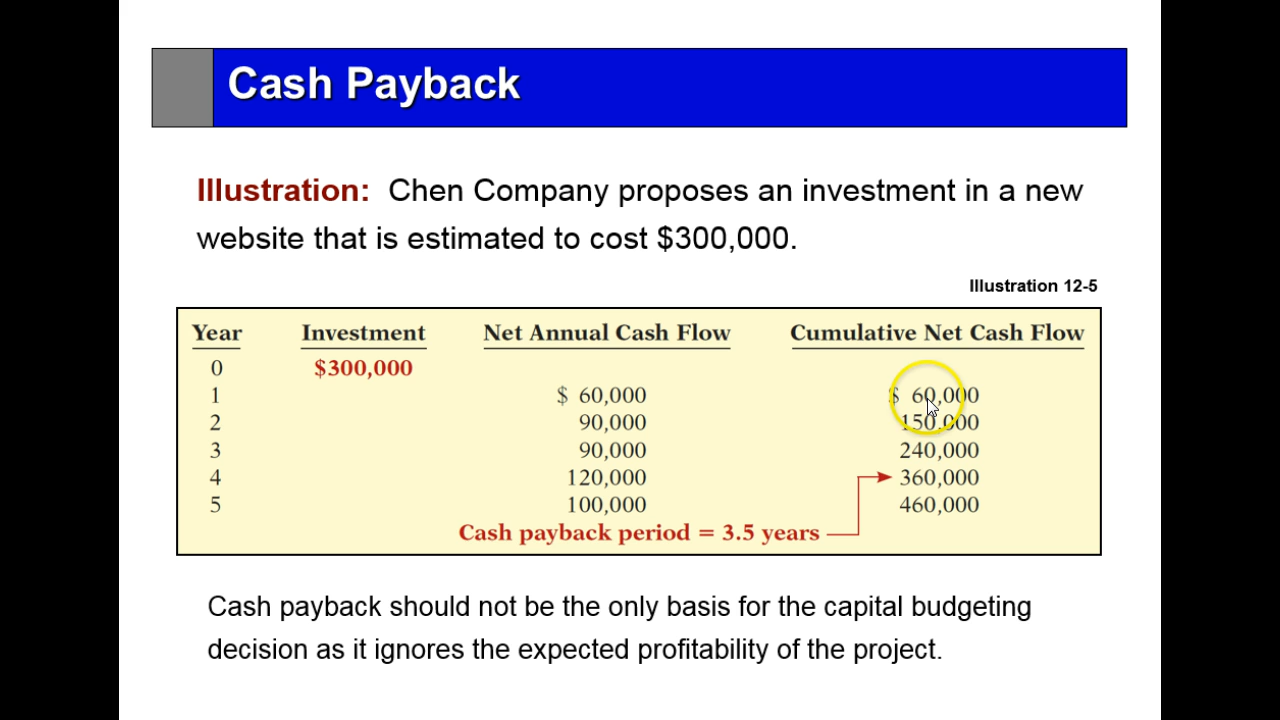 Cash Payback
Illustration: Chen Company proposes an investment in a new
website that is estimated to cost $300,000.
Illustration 12-5
Year Investment Net Annual Cash Flow Cumulative Net Cash Flow
0 $300,000
1 $ 60,000 $ 60,000
2 90,000 150,000
3 90,000 240,000
4 120,000 360,000
5 100,000 460,000
Cash payback period = 3.5 years
Cash payback should not be the only basis for the capital budgeting
decision as it ignores the expected profitability of the project.